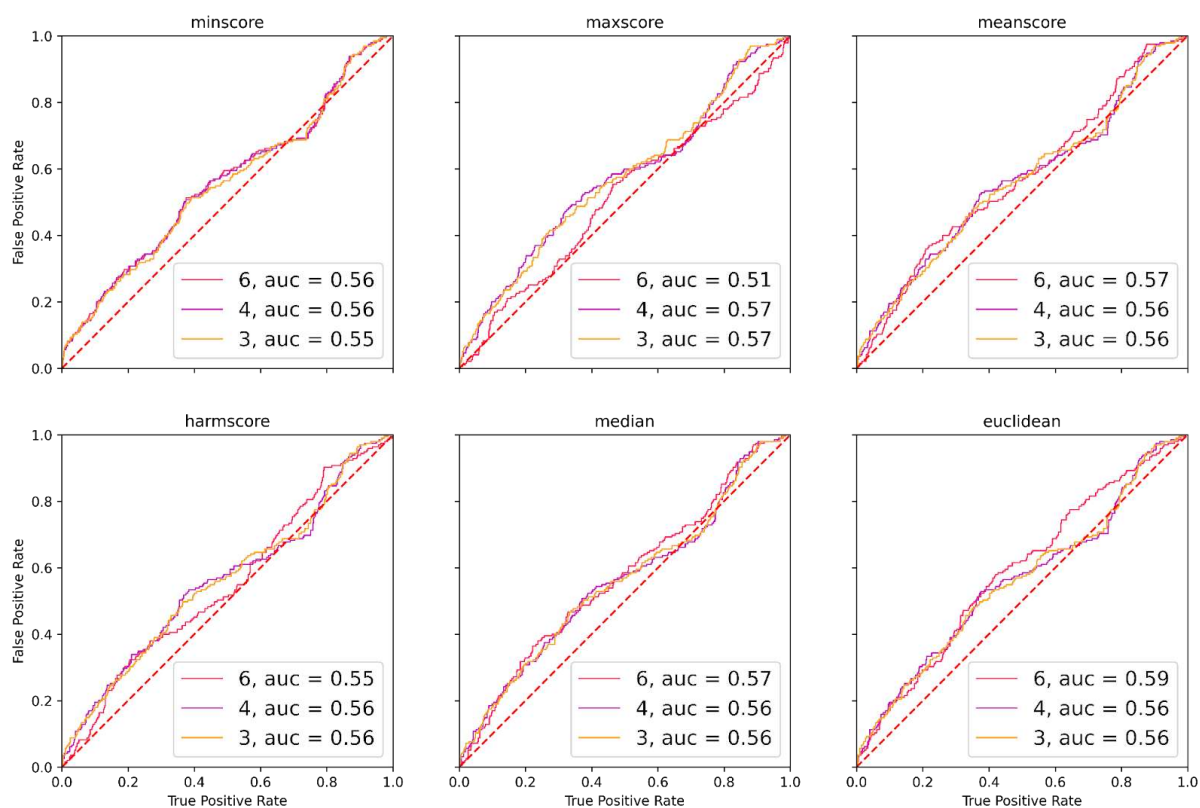 minscore
maxscore
meanscore
False Positive Rate
1.0
0.8
0.6
0.4
0.2
0.0
6, auc = 0.56
4, auc = 0.56
3, auc = 0.55
6, auc = 0.51
4, auc = 0.57
3, auc = 0.57
6, auc = 0.57
4, auc = 0.56
3, auc = 0.56
harmscore
median
euclidean
False Positive Rate
1.0
0.8
0.6
0.4
0.2
0.0
6, auc = 0.55
4, auc = 0.56
3, auc = 0.56
6, auc = 0.57
4, auc = 0.56
3, auc = 0.56
6, auc = 0.59
4, auc = 0.56
3, auc = 0.56
0.0 0.2 0.4 0.6 0.8 1.0
0.0 0.2 0.4 0.6 0.8 1.0
0.0 0.2 0.4 0.6 0.8 1.0
True Positive Rate
True Positive Rate
True Positive Rate